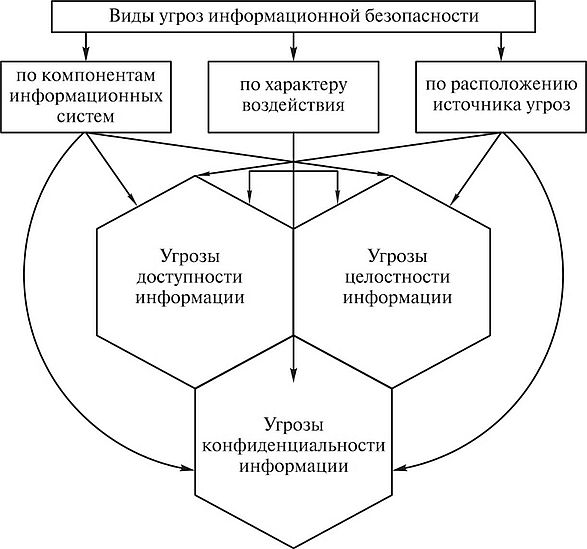 Виды угроз информационной безопасности
по компонентам
информационных
систем
по характеру
воздействия
по расположению
источника угроз
Угрозы
доступности
информации
Угрозы
целостности
информации
Угрозы
конфиденциальности
информации